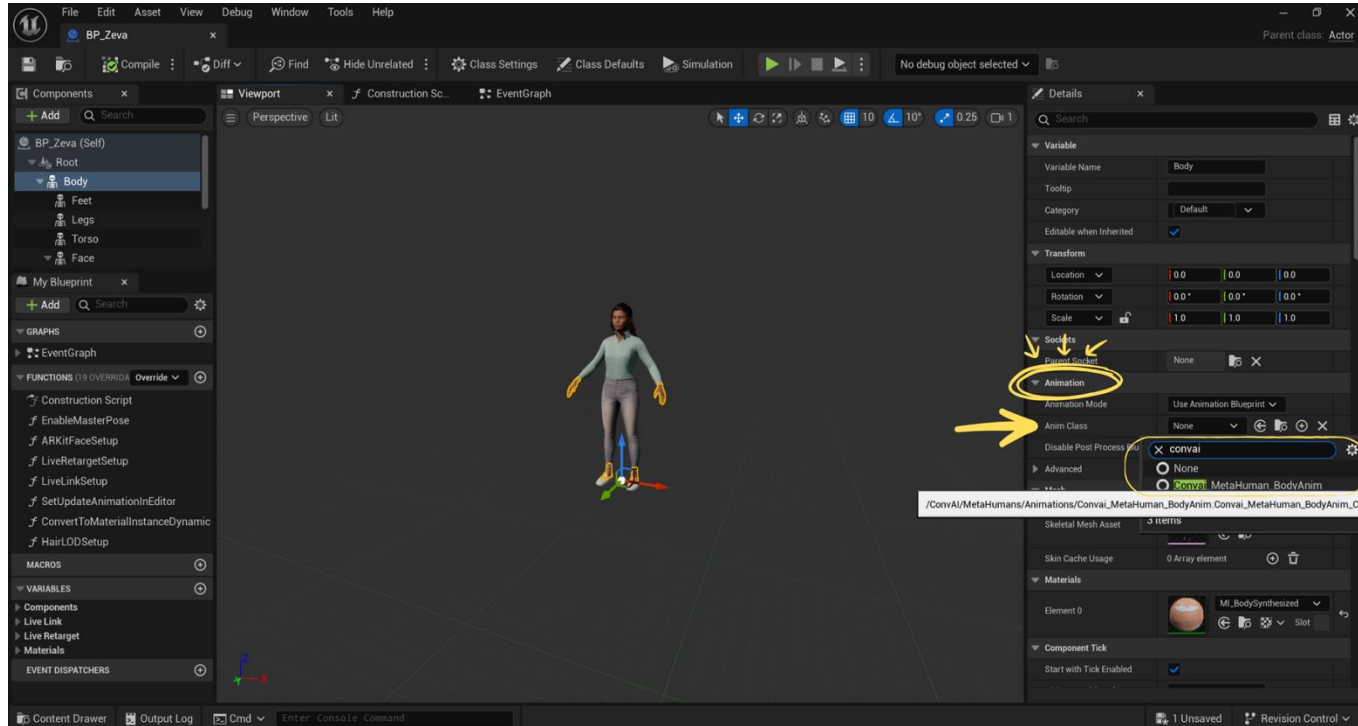 File Edit Asset View Debug Window Tools Help
BP_Zeva
Parent class: Actor
Compile Diff Find Hide Unrelated Class Settings Class Defaults Simulation No debug object selected
Components
Add Search
BP_Zeva (Self)
Root
Body
Feet
Legs
Torso
Face
My Blueprint
Add Search
GRAPHS
EventGraph
FUNCTIONS (19 OVERRIDA Override
Construction Script
EnableMasterPose
ARKitFaceSetup
LiveRetargetSetup
LiveLinkSetup
SetUpdateAnimationInEditor
ConvertToMaterialInstanceDynamic
HairLODSetup
MACROS
VARIABLES
Components
Live Link
Live Retarget
Materials
EVENT DISPATCHERS
Viewport Construction Sc... EventGraph
Perspective Lit 10 10° 0.25 1
Z
Y X
Details
Search
Variable
Variable Name Body
Tooltip
Category Default
Editable when Inherited
Transform
Location 0.0 0.0 0.0
Rotation 0.0° 0.0° 0.0°
Scale 1.0 1.0 1.0
Sockets
Parent Socket None
Animation
Animation Mode Use Animation Blueprint
Anim Class None
Disable Post Process Blu
convai
Advanced
None
Mesh
Convai_MetaHuman_BodyAnim
/ConvAI/MetaHumans/Animations/Convai_MetaHuman_BodyAnim.Convai_MetaHuman_BodyAnim_C
Skeletal Mesh Asset
3 items
Skin Cache Usage 0 Array element
Materials
Element 0 MI_BodySynthesized
Slot
Component Tick
Start with Tick Enabled
Content Drawer Output Log Cmd Enter Console Command 1 Unsaved Revision Control